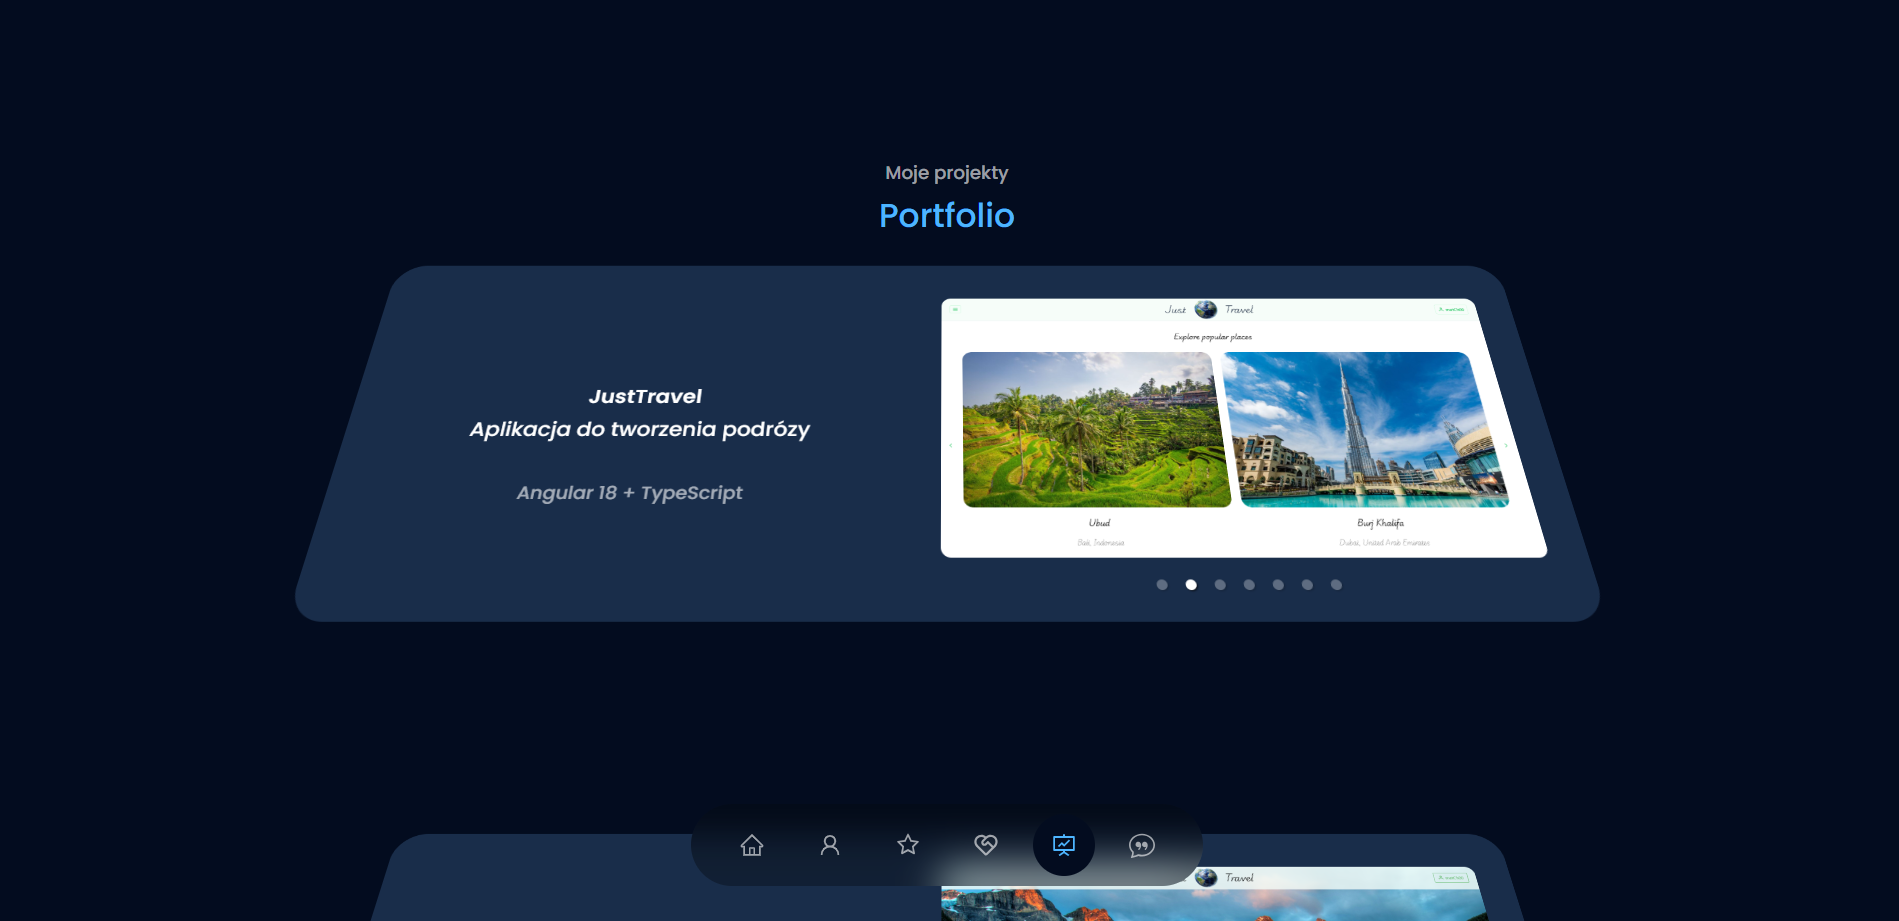 Moje projekty
Portfolio
Just Travel
Explore popular places
JustTravel
Aplikacja do tworzenia podrózy
Angular 18 + TypeScript
Ubud
Bali, Indonesia
Burj Khalifa
Dubai, United Arab Emirates
Travel